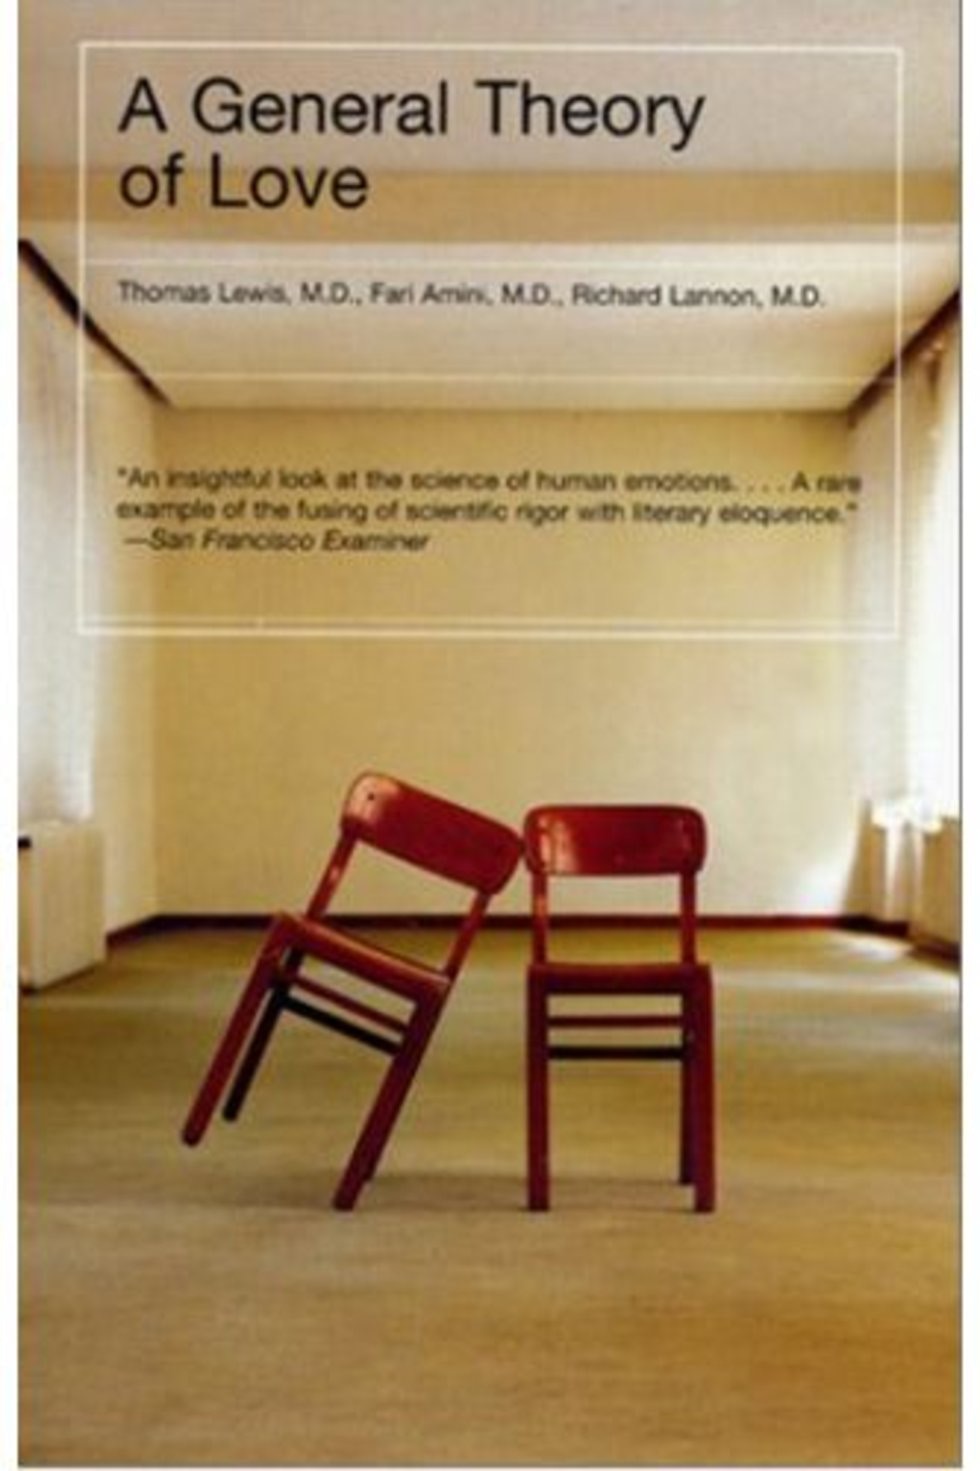 A General Theory
of Love
Thomas Lewis, M.D., Fari Amini, M.D., Richard Lannon, M.D.
"An insightful look at the science of human emotions. . . . A rare
example of the fusing of scientific rigor with literary eloquence."
—San Francisco Examiner